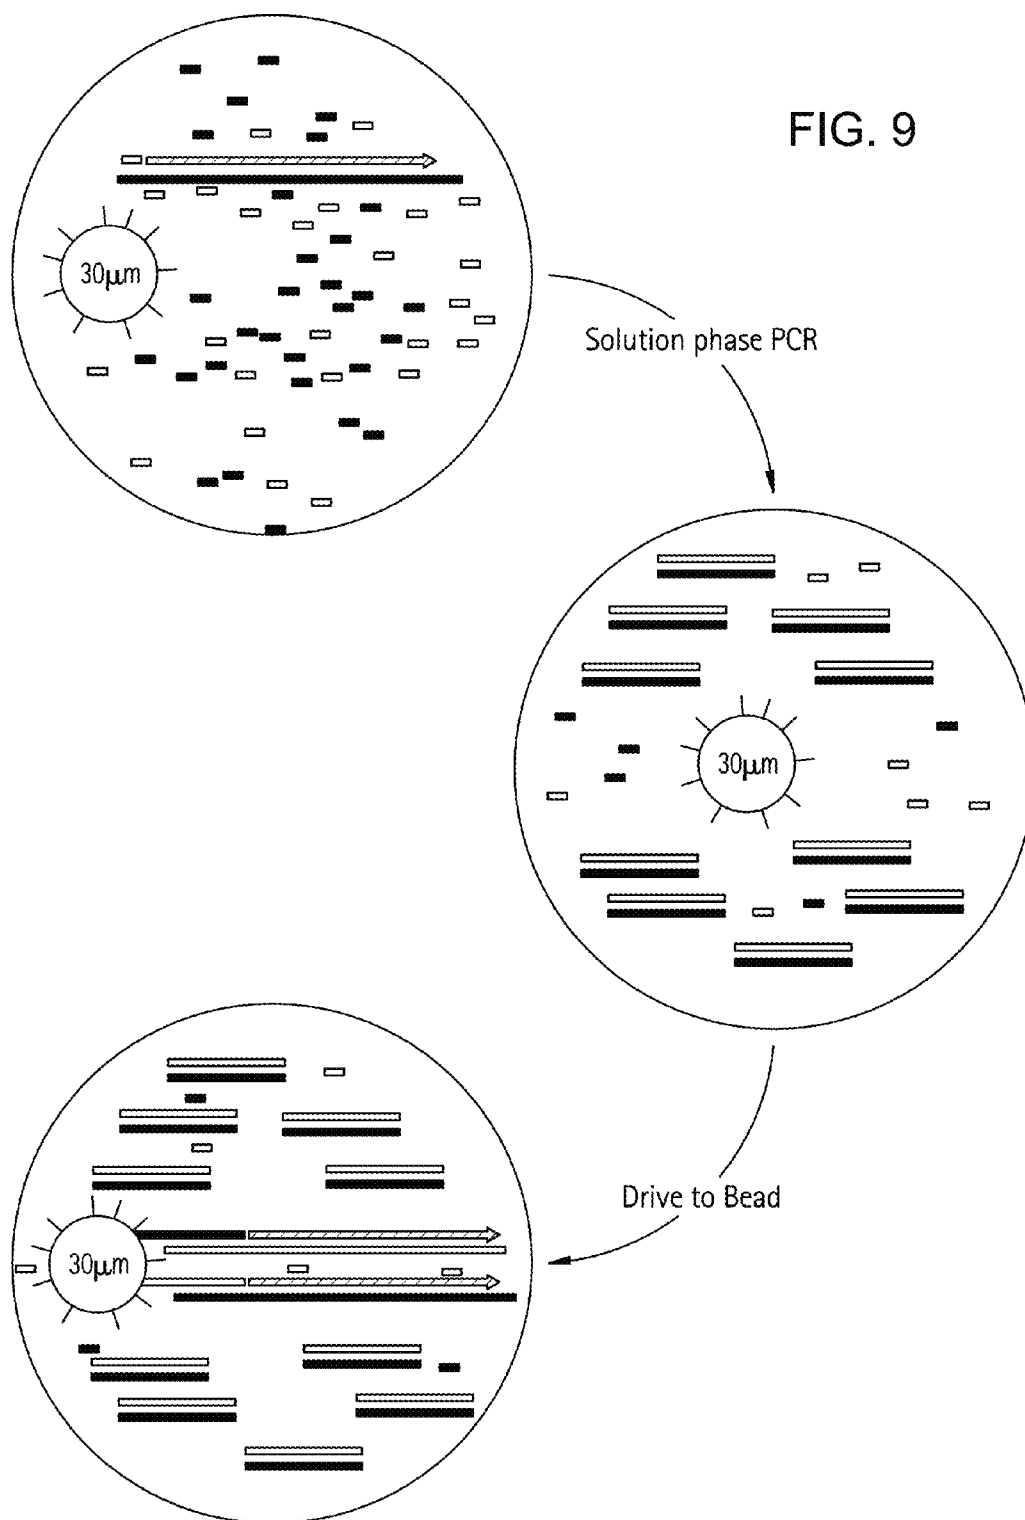 FIG. 9
30µm
Solution phase PCR
30µm
Drive to Bead
30µm